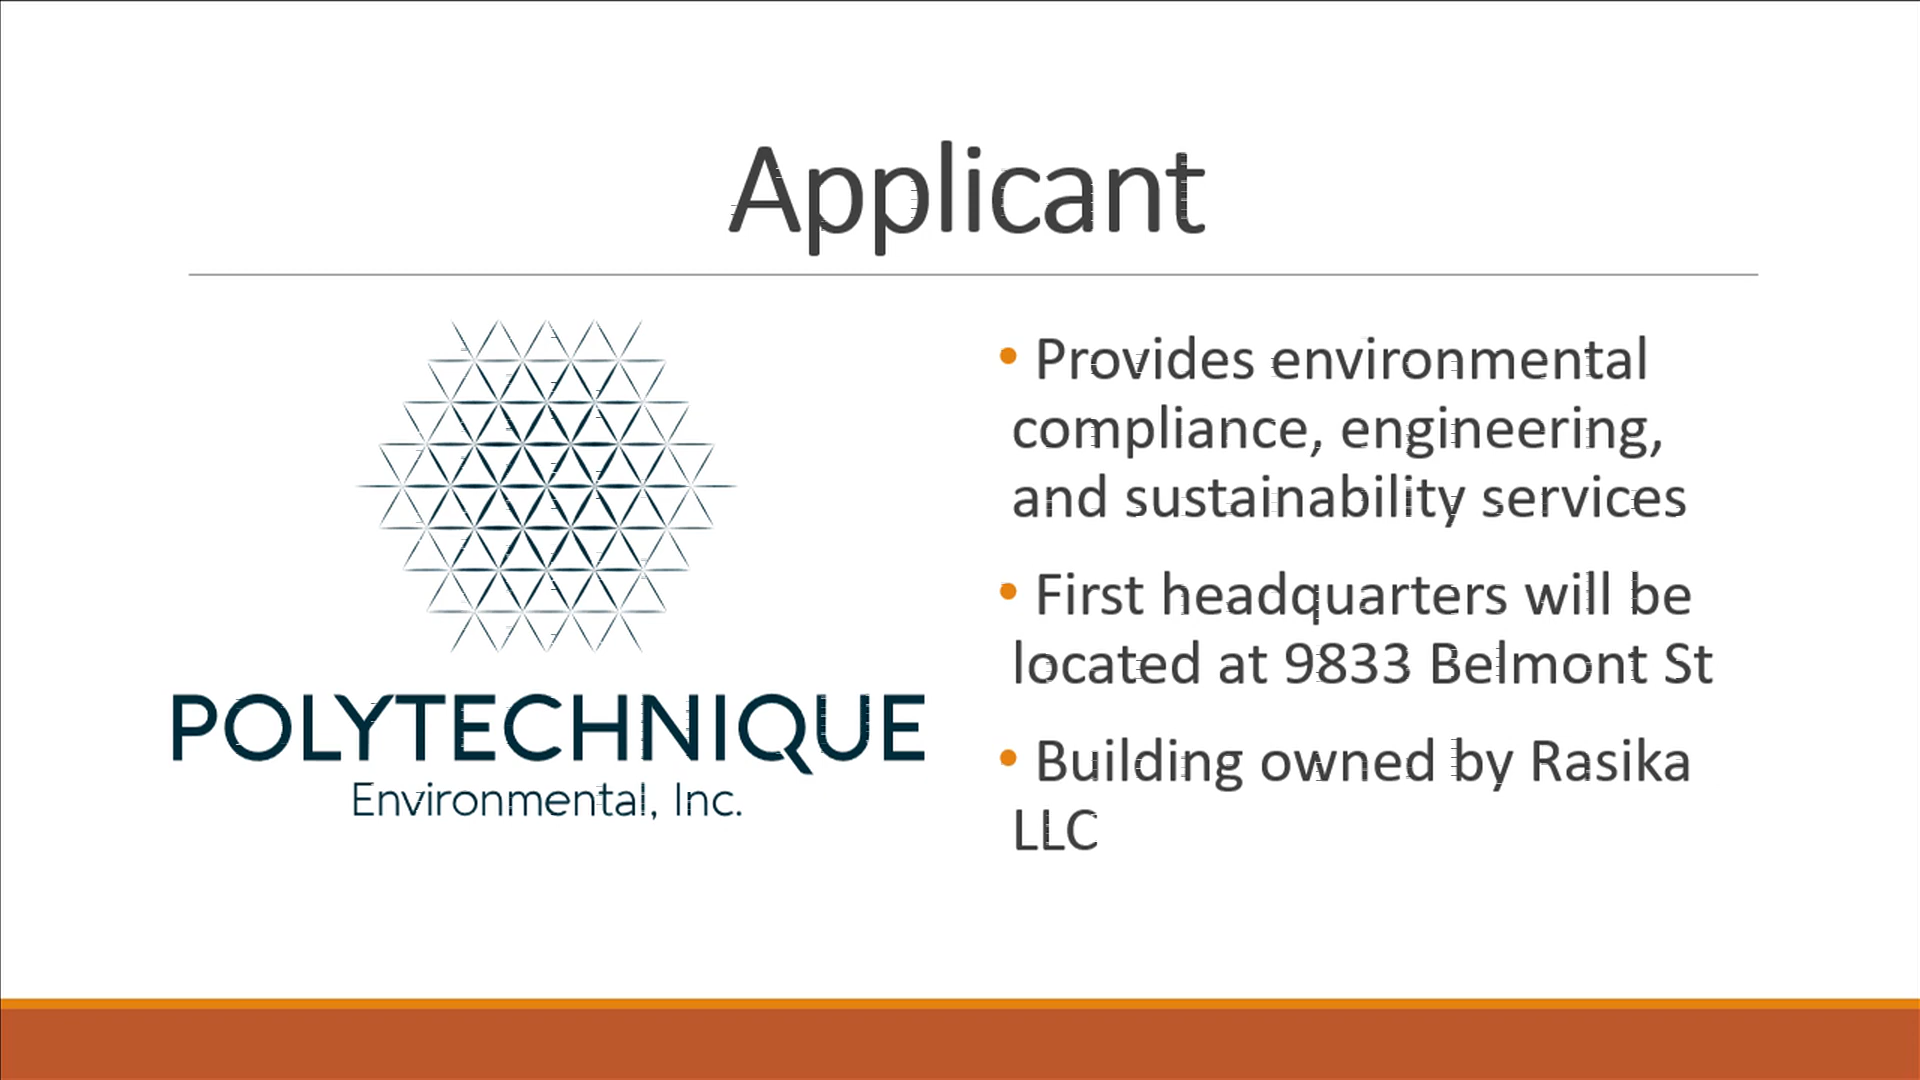 Applicant
POLYTECHNIQUE
Environmental, Inc.
• Provides environmental
compliance, engineering,
and sustainability services
• First headquarters will be
located at 9833 Belmont St
• Building owned by Rasika
LLC